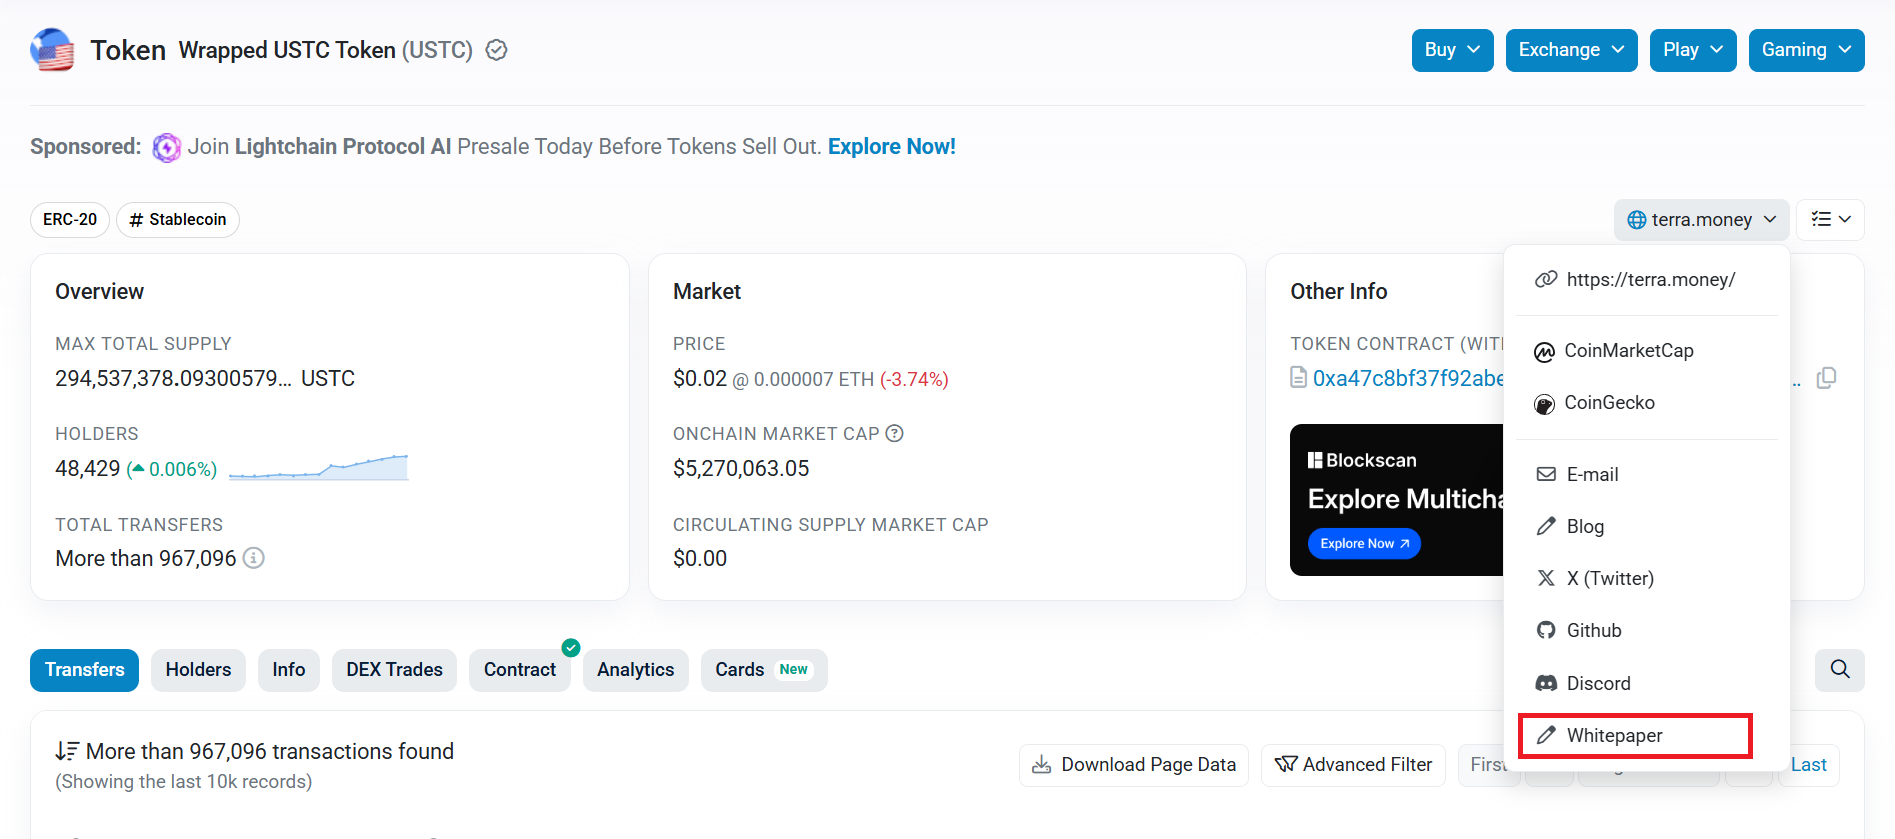 Token Wrapped USTC Token (USTC)
Buy
Exchange
Play
Gaming
Sponsored: Join Lightchain Protocol AI Presale Today Before Tokens Sell Out. Explore Now!
ERC-20
# Stablecoin
terra.money
Overview
MAX TOTAL SUPPLY
294,537,378.09300579... USTC
HOLDERS
48,429 (0.006%)
TOTAL TRANSFERS
More than 967,096
Market
PRICE
$0.02 @ 0.000007 ETH (-3.74%)
ONCHAIN MARKET CAP
$5,270,063.05
CIRCULATING SUPPLY MARKET CAP
$0.00
Other Info
TOKEN CONTRACT (WIT
0xa47c8bf37f92abe
..
Blockscan
Explore Multicha
Explore Now
https://terra.money/
CoinMarketCap
CoinGecko
E-mail
Blog
X (Twitter)
Github
Discord
Whitepaper
Transfers
Holders
Info
DEX Trades
Contract
Analytics
Cards New
More than 967,096 transactions found
(Showing the last 10k records)
Download Page Data
Advanced Filter
First
Last